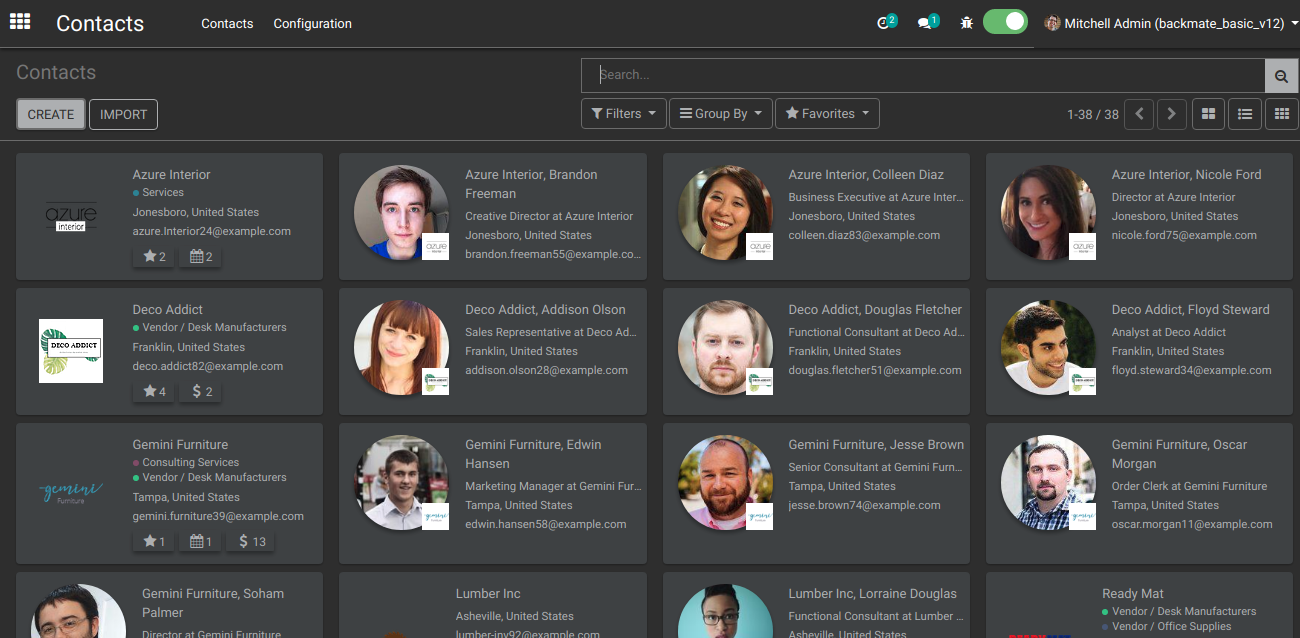 Contacts
Contacts
Configuration
2
1
Mitchell Admin (backmate_basic_v12)
Contacts
Search...
CREATE
IMPORT
Filters
Group By
Favorites
1-38 / 38
azure
interior
Azure Interior
Services
Jonesboro, United States
azure.Interior24@example.com
2
2
Azure Interior, Brandon
Freeman
Creative Director at Azure Interior
Jonesboro, United States
brandon.freeman55@example.co...
azure
Azure Interior, Colleen Diaz
Business Executive at Azure Inter...
Jonesboro, United States
colleen.diaz83@example.com
azure
Azure Interior, Nicole Ford
Director at Azure Interior
Jonesboro, United States
nicole.ford75@example.com
azure
DECO ADDICT
Deco Addict
Vendor / Desk Manufacturers
Franklin, United States
deco.addict82@example.com
4
$ 2
Deco Addict, Addison Olson
Sales Representative at Deco Ad...
Franklin, United States
addison.olson28@example.com
DECO ADDICT
Deco Addict, Douglas Fletcher
Functional Consultant at Deco Ad...
Franklin, United States
douglas.fletcher51@example.com
DECO ADDICT
Deco Addict, Floyd Steward
Analyst at Deco Addict
Franklin, United States
floyd.steward34@example.com
DECO ADDICT
gemini
Furniture
Gemini Furniture
Consulting Services
Vendor / Desk Manufacturers
Tampa, United States
gemini.furniture39@example.com
1
1
$ 13
Gemini Furniture, Edwin
Hansen
Marketing Manager at Gemini Fur...
Tampa, United States
edwin.hansen58@example.com
gemini
Gemini Furniture, Jesse Brown
Senior Consultant at Gemini Furn...
Tampa, United States
jesse.brown74@example.com
gemini
Gemini Furniture, Oscar
Morgan
Order Clerk at Gemini Furniture
Tampa, United States
oscar.morgan11@example.com
gemini
Gemini Furniture, Soham
Palmer
Director at Gemini Furniture
Lumber Inc
Asheville, United States
lumber-inv92@example.com
Lumber Inc, Lorraine Douglas
Functional Consultant at Lumber ...
Asheville, United States
Ready Mat
Vendor / Desk Manufacturers
Vendor / Office Supplies